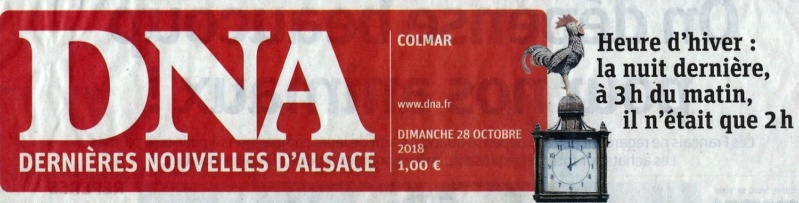 DNA
DERNIÈRES NOUVELLES D'ALSACE
COLMAR
www.dna.fr
DIMANCHE 28 OCTOBRE
2018
1,00 €
Heure d'hiver :
la nuit dernière,
à 3 h du matin,
il n'était que 2 h